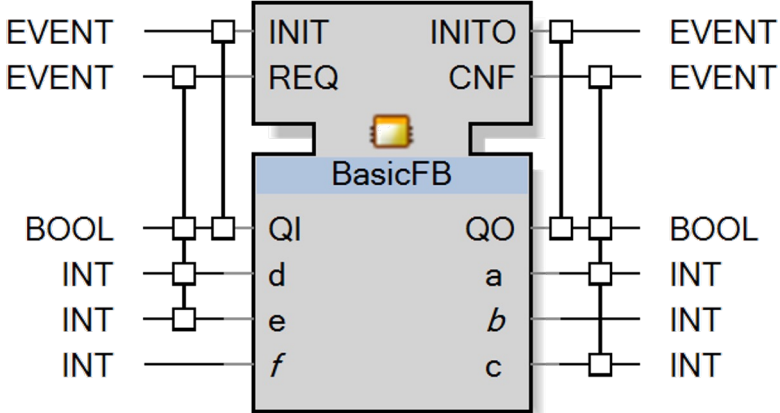 EVENT INIT INITO EVENT
EVENT REQ CNF EVENT
BasicFB
BOOL QI QO BOOL
INT d a INT
INT e b INT
INT f c INT